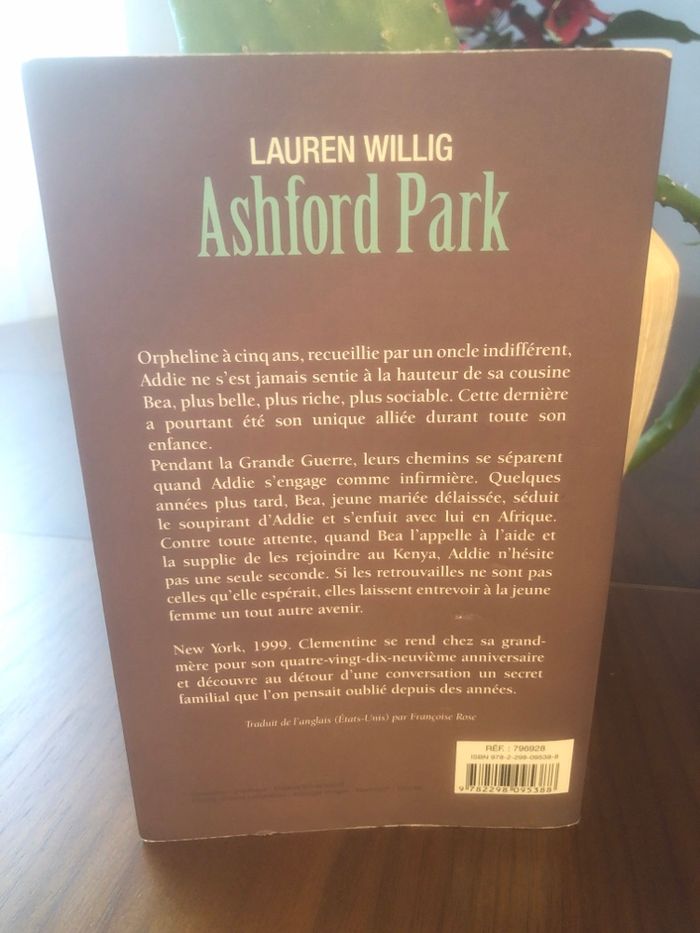 LAUREN WILLIG
Ashford Park
Orpheline à cinq ans, recueillie par un oncle indifférent,
Addie ne s'est jamais sentie à la hauteur de sa cousine
Bea, plus belle, plus riche, plus sociable. Cette dernière
a pourtant été son unique alliée durant toute son
enfance.
Pendant la Grande Guerre, leurs chemins se séparent
quand Addie s'engage comme infirmière. Quelques
années plus tard, Bea, jeune mariée délaissée, séduit
le soupirant d'Addie et s'enfuit avec lui en Afrique.
Contre toute attente, quand Bea l'appelle à l'aide et
la supplie de les rejoindre au Kenya, Addie n'hésite
pas une seule seconde. Si les retrouvailles ne sont pas
celles qu'elle espérait, elles laissent entrevoir à la jeune
femme un tout autre avenir.
New York, 1999. Clementine se rend chez sa grand-
mère pour son quatre-vingt-dix-neuvième anniversaire
et découvre au détour d'une conversation un secret
familial que l'on pensait oublié depuis des années.
Traduit de l'anglais (États-Unis) par Françoise Rose
RÉF. : 796928
ISBN 978-2-298-09538-8
9 782298 095388